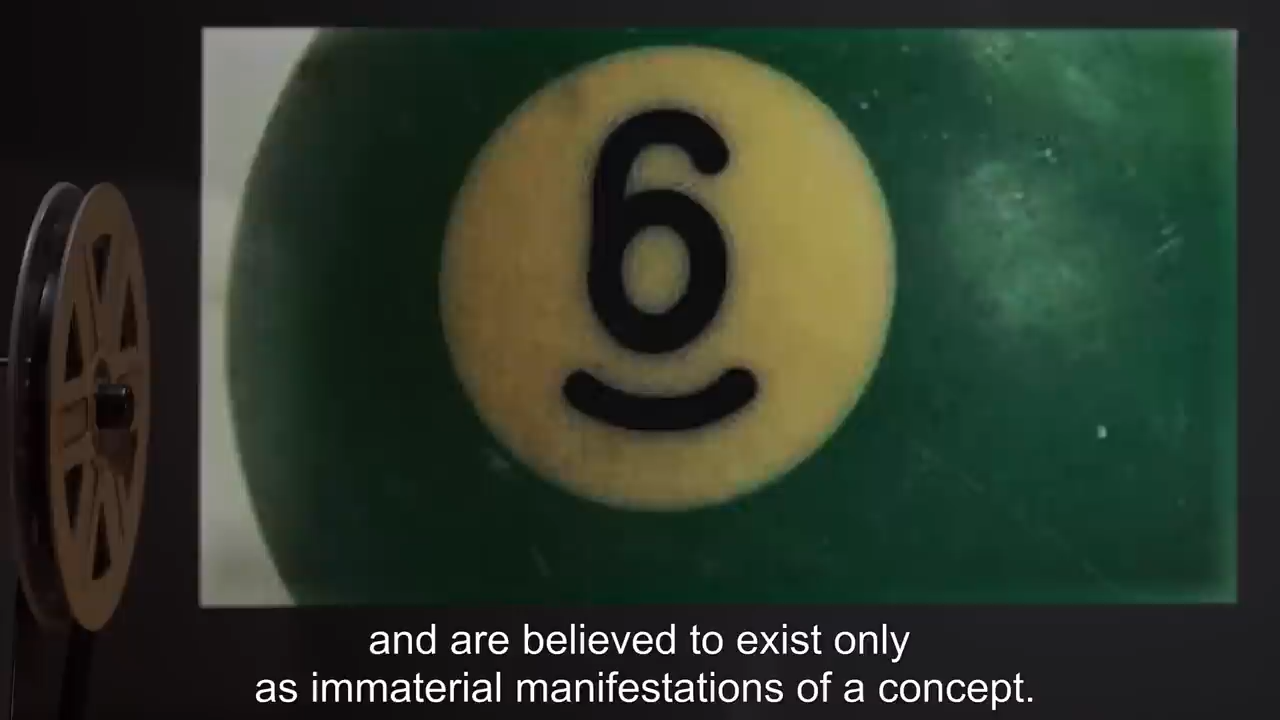 6
and are believed to exist only
as immaterial manifestations of a concept.